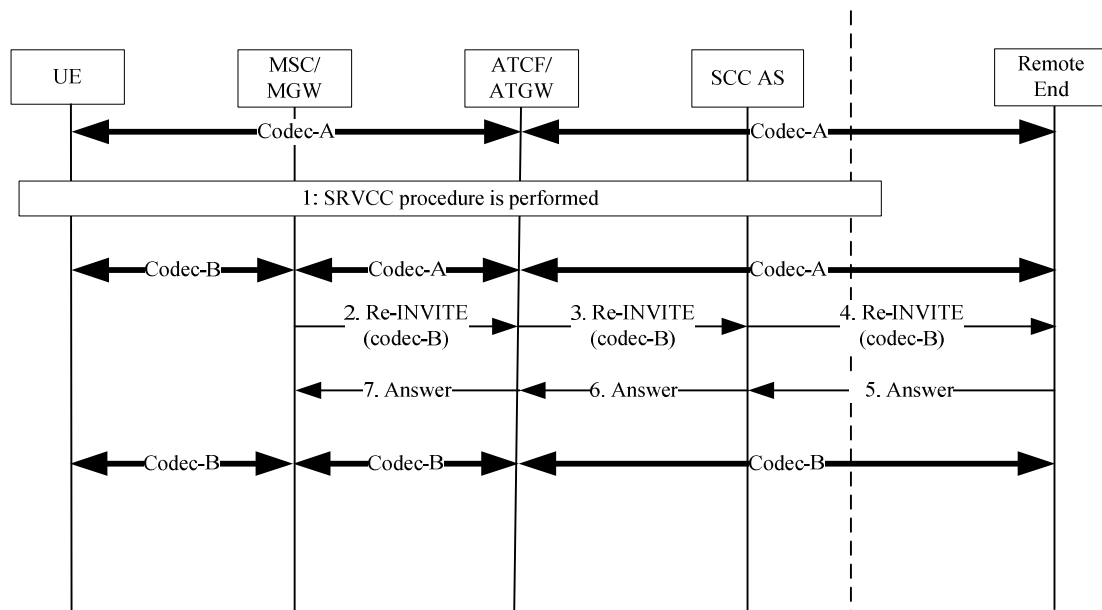 UE
MSC/
MGW
ATCF/
ATGW
SCC AS
Remote
End
Codec-A
Codec-A
1: SRVCC procedure is performed
Codec-B
Codec-A
Codec-A
2. Re-INVITE
(codec-B)
3. Re-INVITE
(codec-B)
4. Re-INVITE
(codec-B)
7. Answer
6. Answer
5. Answer
Codec-B
Codec-B
Codec-B